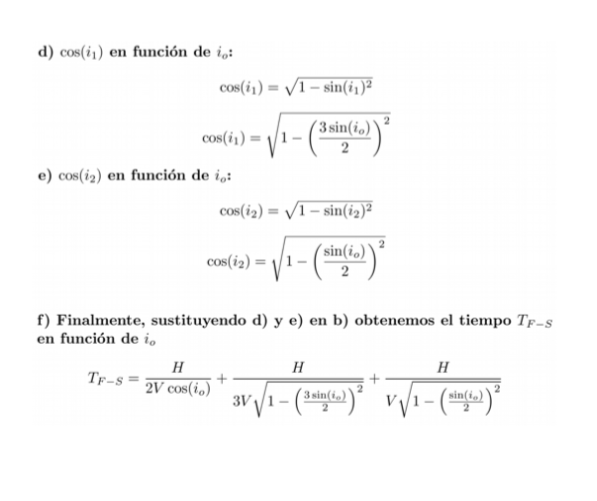 d) cos(i₁) en función de iₒ:
cos(i₁) = √(1 − sin(i₁)²)
cos(i₁) = √(1 − (3 sin(iₒ)/2)²)
e) cos(i₂) en función de iₒ:
cos(i₂) = √(1 − sin(i₂)²)
cos(i₂) = √(1 − (sin(iₒ)/2)²)
f) Finalmente, sustituyendo d) y e) en b) obtenemos el tiempo T_{F−S}
en función de iₒ
T_{F−S} = H/(2V cos(iₒ)) + H/(3V√(1 − (3 sin(iₒ)/2)²)) + H/(V√(1 − (sin(iₒ)/2)²))